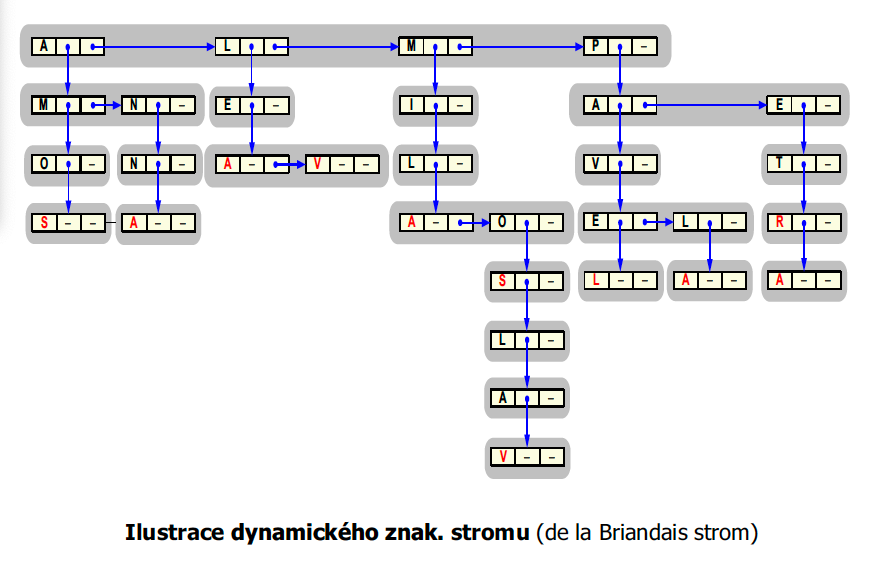 A L M P
M N – E – I – A E –
O – N – A – V – – L – V – T –
S – – A – – A – O – E L – R –
S – L – – A – – A – –
L –
A –
V – –
Ilustrace dynamického znak. stromu (de la Briandais strom)